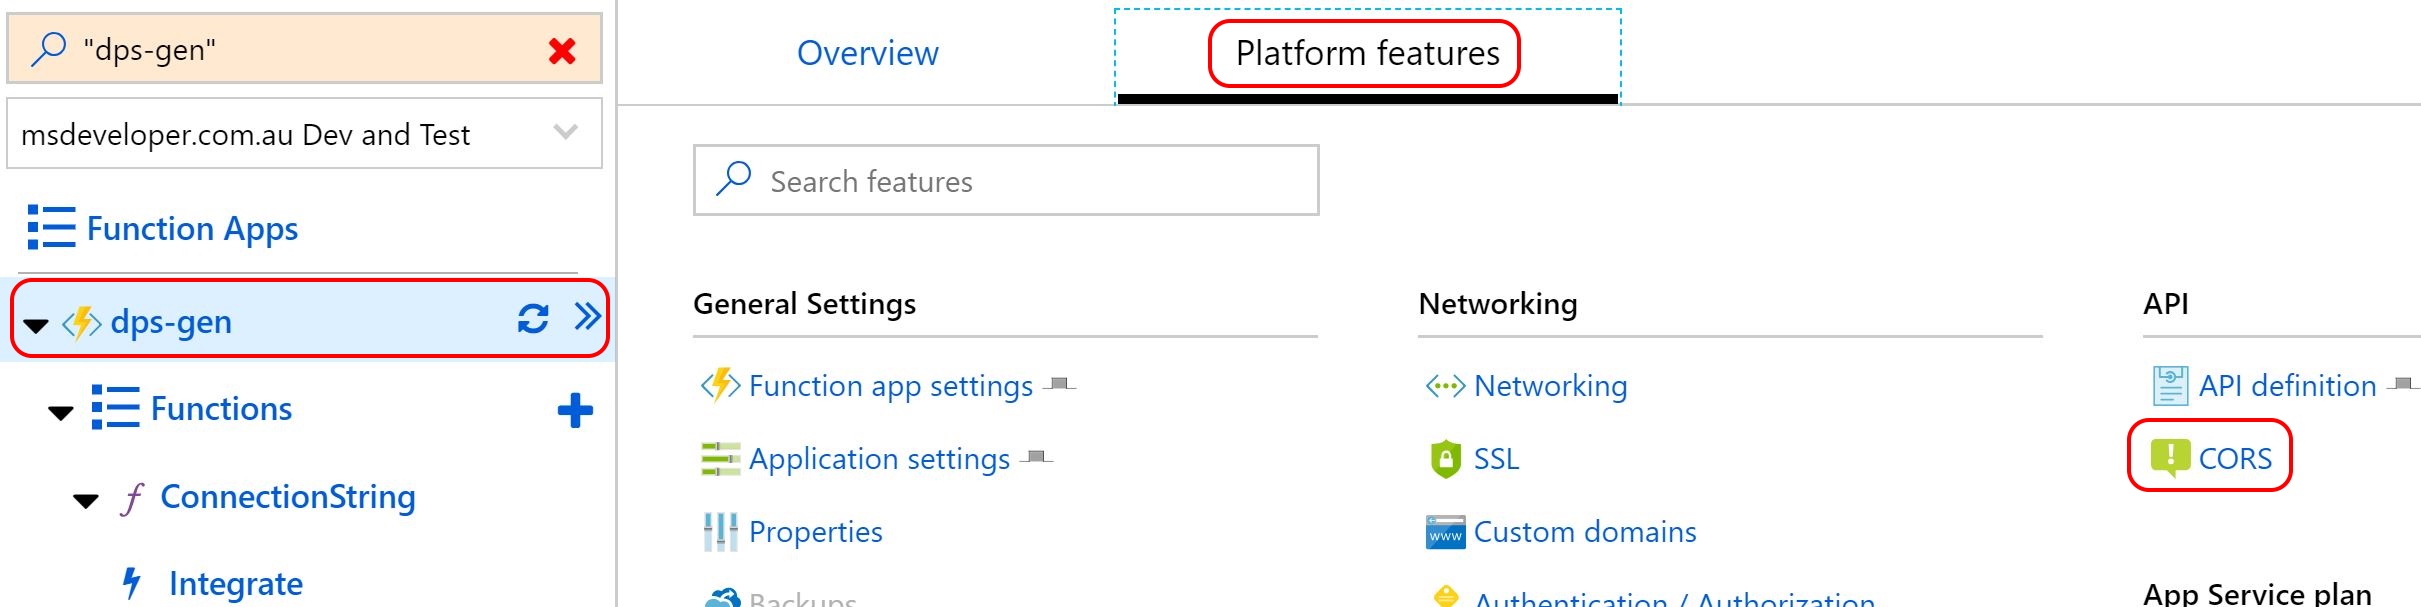 "dps-gen"
msdeveloper.com.au Dev and Test
Function Apps
dps-gen
Functions
ConnectionString
Integrate
Overview
Platform features
Search features
General Settings
Function app settings
Application settings
Properties
Backups
Networking
Networking
SSL
www
Custom domains
Authentication / Authorization
API
API definition
CORS
App Service plan